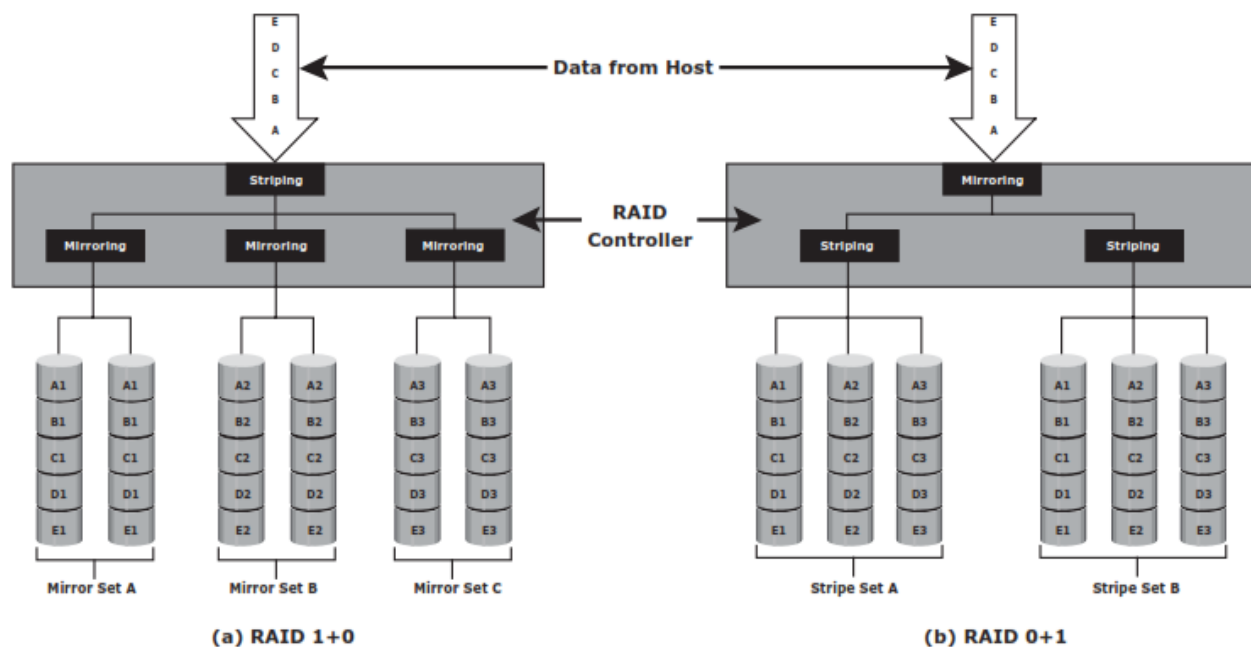 E
D
C
B
A
E
D
C
B
A
Data from Host
Striping
Mirroring
RAID
Controller
Mirroring
Mirroring
Mirroring
Striping
Striping
A1 A1 A2 A2 A3 A3 A1 A2 A3 A1 A2 A3
B1 B1 B2 B2 B3 B3 B1 B2 B3 B1 B2 B3
C1 C1 C2 C2 C3 C3 C1 C2 C3 C1 C2 C3
D1 D1 D2 D2 D3 D3 D1 D2 D3 D1 D2 D3
E1 E1 E2 E2 E3 E3 E1 E2 E3 E1 E2 E3
Mirror Set A
Mirror Set B
Mirror Set C
Stripe Set A
Stripe Set B
(a) RAID 1+0
(b) RAID 0+1